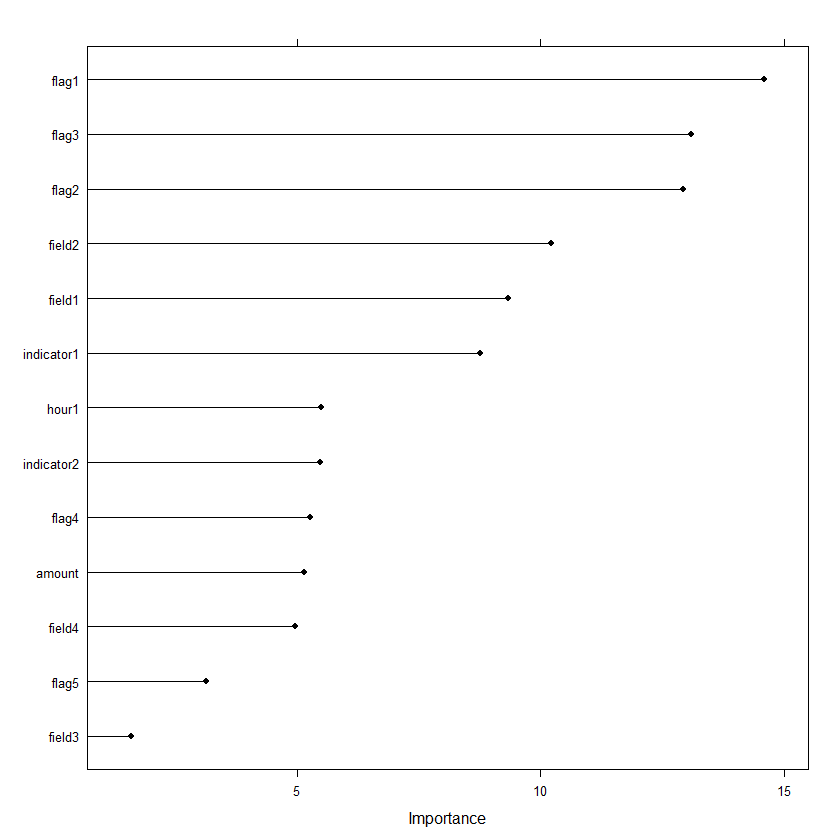 flag1
flag3
flag2
field2
field1
indicator1
hour1
indicator2
flag4
amount
field4
flag5
field3
5 10 15
Importance